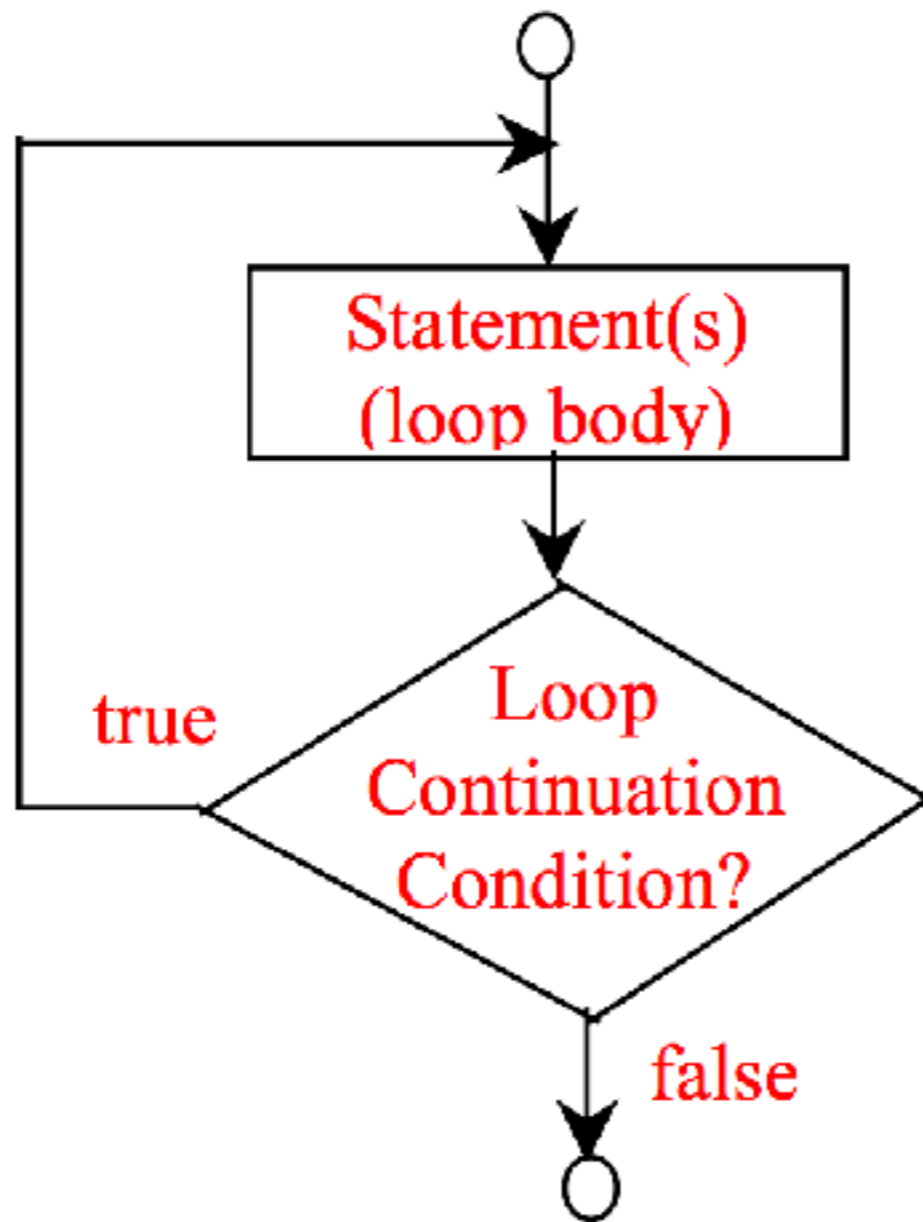 Statement(s)
(loop body)
Loop
true
Continuation
Condition?
false